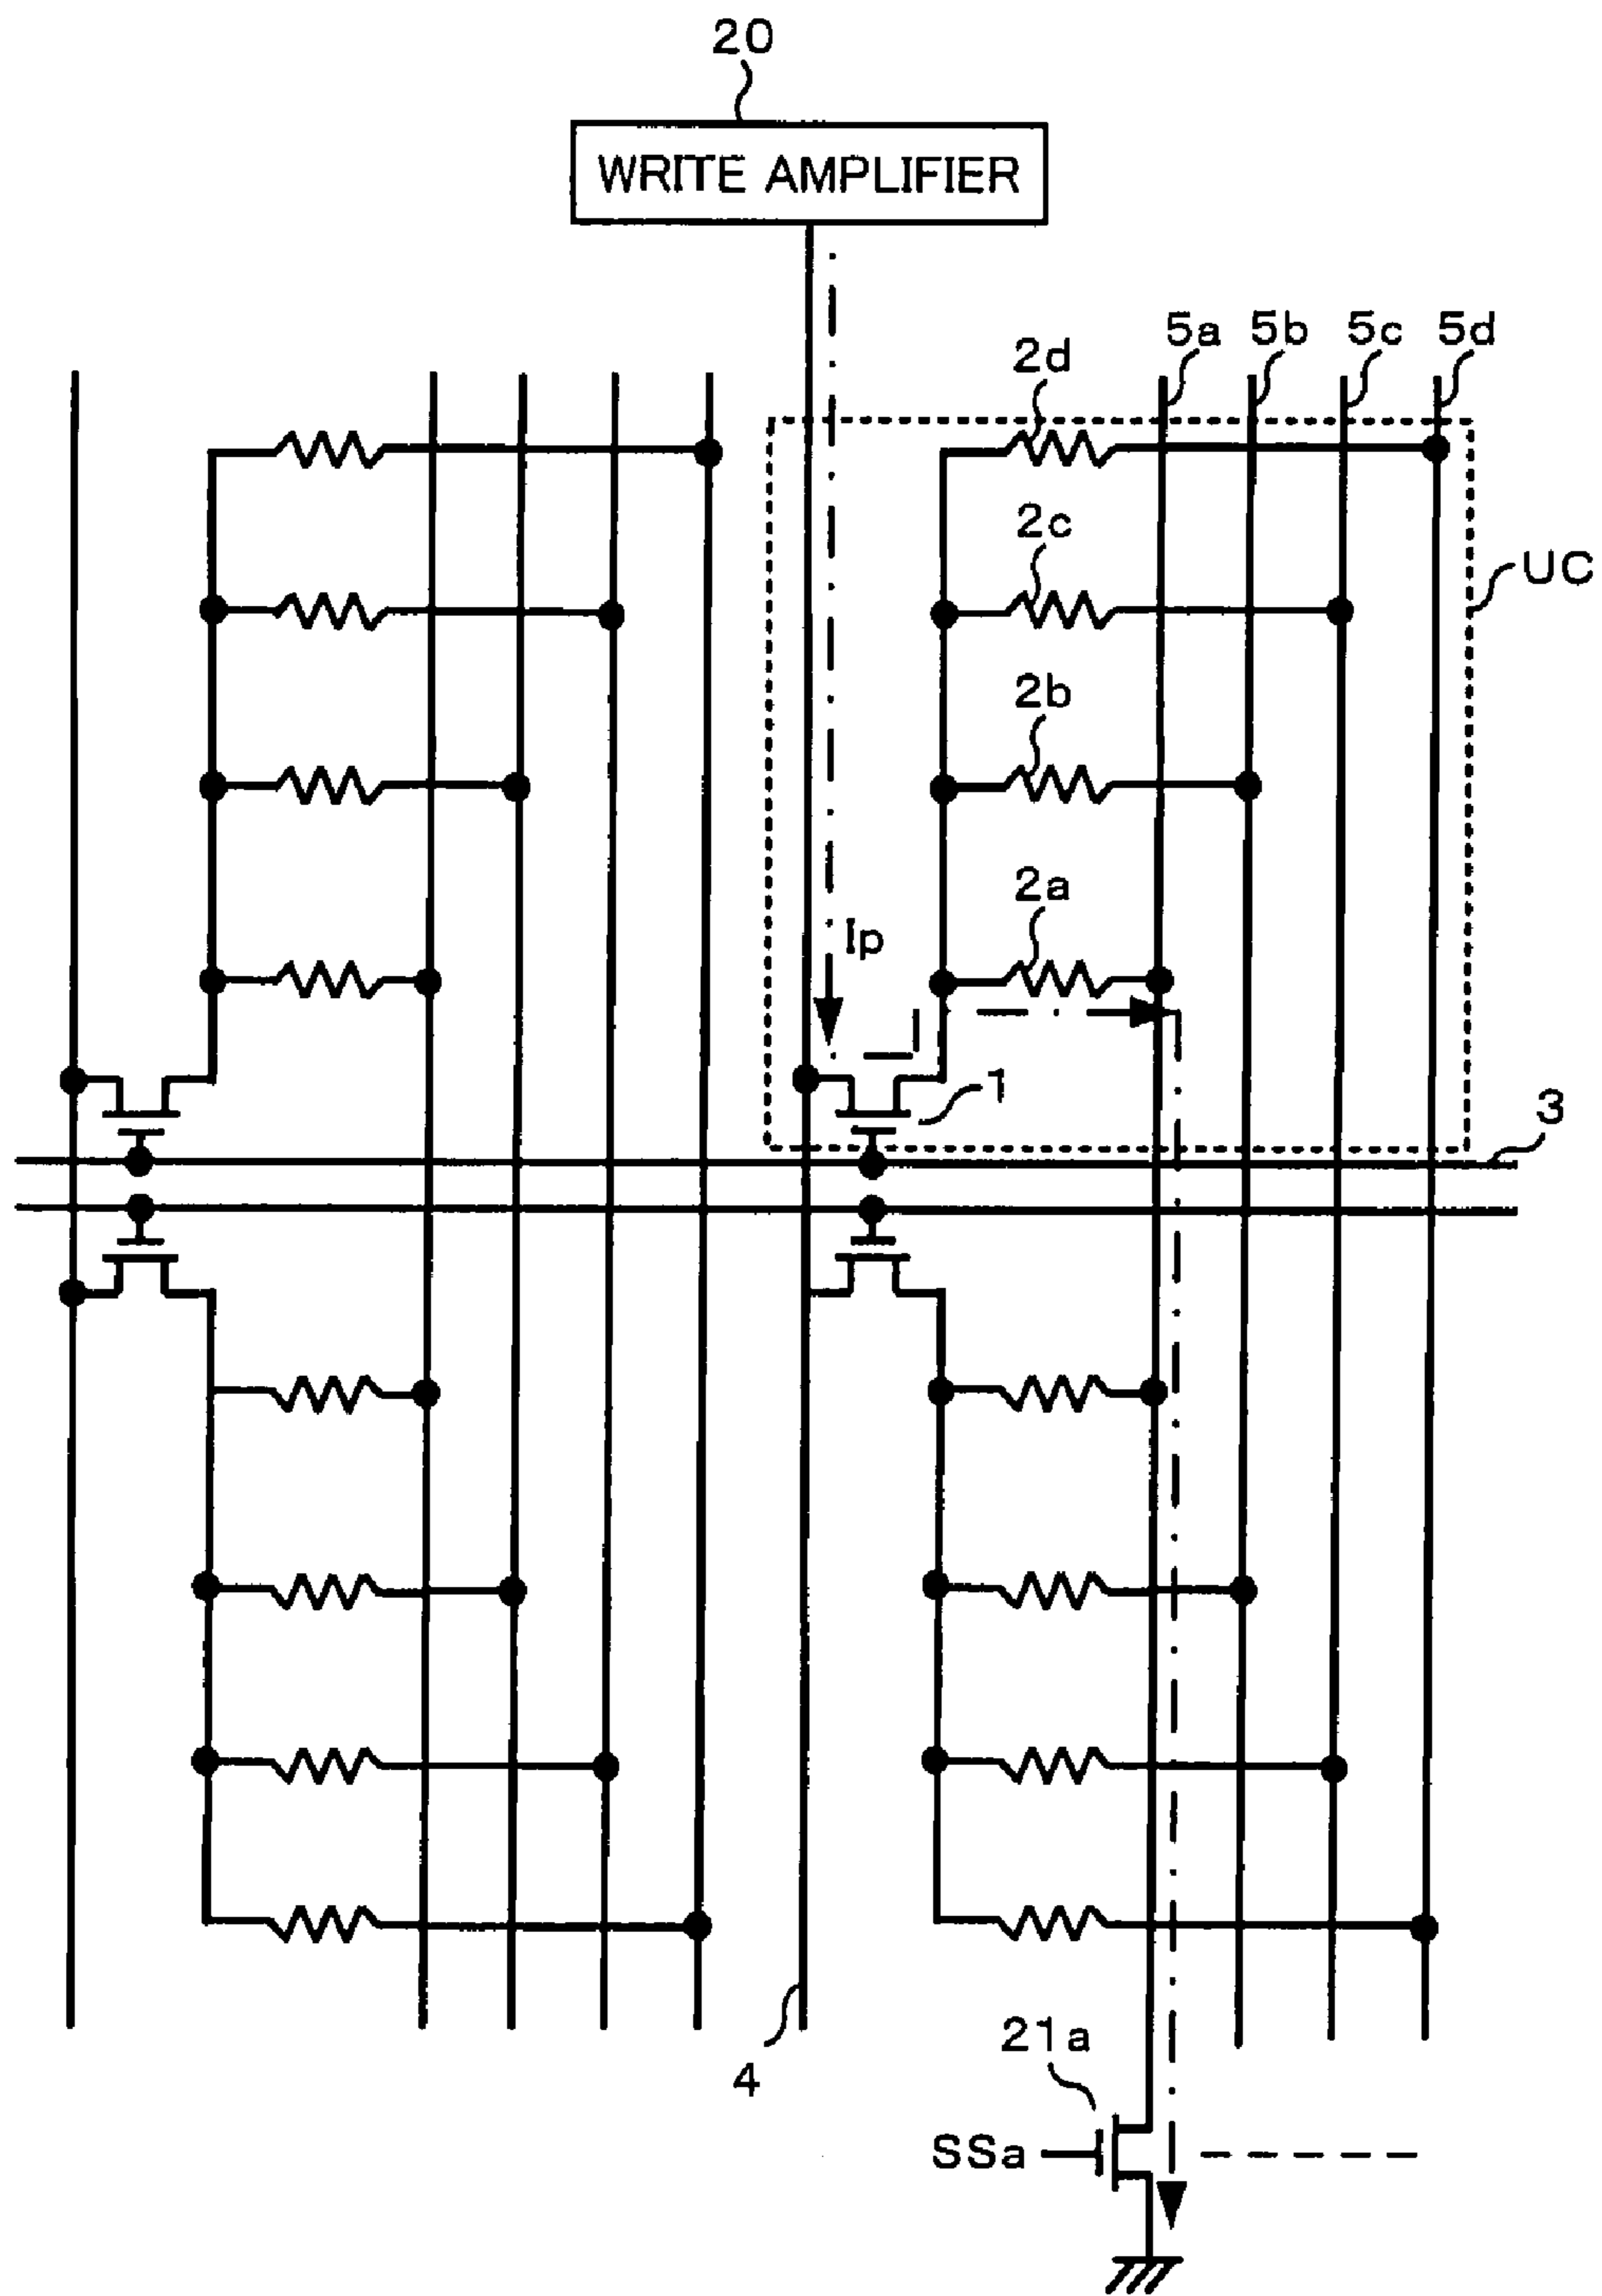 20
WRITE AMPLIFIER
5a 5b 5c 5d
2d
2c
UC
2b
2a
Ip
1
3
21a
4
SSa